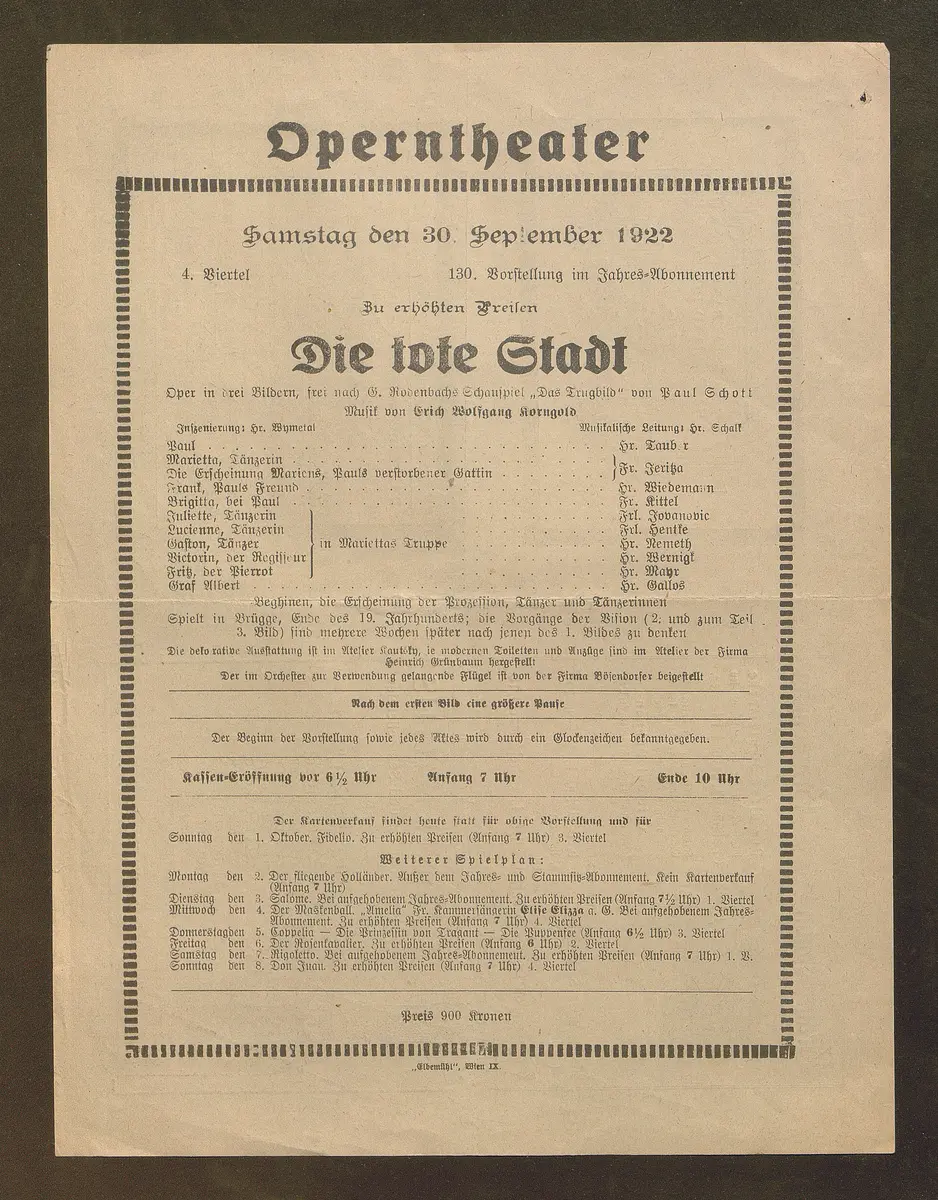 Operntheater
Samstag den 30. September 1922
4. Viertel 130. Vorstellung im Jahres-Abonnement
Zu erhöhten Preisen
Die tote Stadt
Oper in drei Bildern, frei nach G. Rodenbachs Schauspiel „Das Trugbild“ von Paul Schott
Musik von Erich Wolfgang Korngold
Inszenierung: Hr. Wymetal Musikalische Leitung: Hr. Schalk
Paul Hr. Taub r
Marietta, Tänzerin
Die Erscheinung Mariens, Pauls verstorbener Gattin Fr. Jeritza
Frank, Pauls Freund Hr. Wiedemann
Brigitta, bei Paul Fr. Kittel
Juliette, Tänzerin Frl. Jovanovic
Lucienne, Tänzerin Frl. Hentke
Gaston, Tänzer in Mariettas Truppe Hr. Nemeth
Victorin, der Regisseur Hr. Wernigk
Fritz, der Pierrot Hr. Mayr
Graf Albert Hr. Gallos
Beghinen, die Erscheinung der Prozession, Tänzer und Tänzerinnen
Spielt in Brügge, Ende des 19. Jahrhunderts; die Vorgänge der Vision (2. und zum Teil
3. Bild) sind mehrere Wochen später nach jenen des 1. Bildes zu denken
Die dekorative Ausstattung ist im Atelier Kautsky, ie modernen Toiletten und Anzüge sind im Atelier der Firma
Heinrich Grünbaum hergestellt
Der im Orchester zur Verwendung gelangende Flügel ist von der Firma Bösendorfer beigestellt
Nach dem ersten Bild eine größere Pause
Der Beginn der Vorstellung sowie jedes Aktes wird durch ein Glockenzeichen bekanntgegeben.
Kassen-Eröffnung vor 6½ Uhr Anfang 7 Uhr Ende 10 Uhr
Der Kartenverkauf findet heute statt für obige Vorstellung und für
Sonntag den 1. Oktober. Fidelio. Zu erhöhten Preisen (Anfang 7 Uhr) 3. Viertel
Weiterer Spielplan:
Montag den 2. Der fliegende Holländer. Außer dem Jahres- und Stammsitz-Abonnement. Kein Kartenverkauf
(Anfang 7 Uhr)
Dienstag den 3. Salome. Bei aufgehobenem Jahres-Abonnement. Zu erhöhten Preisen (Anfang 7½ Uhr) 1. Viertel
Mittwoch den 4. Der Maskenball. „Amelia“ Fr. Kammersängerin Elise Elizza a. G. Bei aufgehobenem Jahres-
Abonnement. Zu erhöhten Preisen (Anfang 7 Uhr) 4. Viertel
Donnerstag den 5. Coppelia — Die Prinzessin von Tragant — Die Puppenfee (Anfang 6½ Uhr) 3. Viertel
Freitag den 6. Der Rosenkavalier. Zu erhöhten Preisen (Anfang 6 Uhr) 2. Viertel
Samstag den 7. Rigoletto. Bei aufgehobenem Jahres-Abonnement. Zu erhöhten Preisen (Anfang 7 Uhr) 1. V.
Sonntag den 8. Don Juan. Zu erhöhten Preisen (Anfang 7 Uhr) 4. Viertel
Preis 900 Kronen
„Elbemühl“, Wien IX.